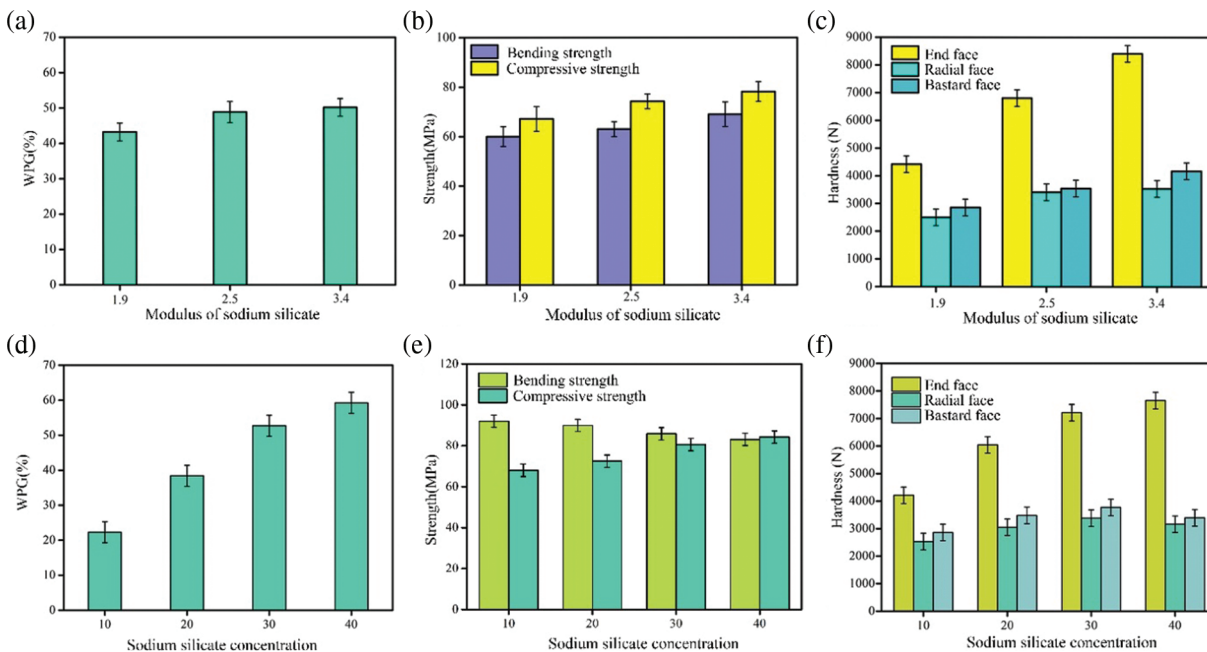 (a)
70
60
50
40
30
20
10
0
WPG(%)
1.9 2.5 3.4
Modulus of sodium silicate
(b)
100
80
60
40
20
0
Strength(MPa)
Bending strength
Compressive strength
1.9 2.5 3.4
Modulus of sodium silicate
(c)
9000
8000
7000
6000
5000
4000
3000
2000
1000
0
Hardness (N)
End face
Radial face
Bastard face
1.9 2.5 3.4
Modulus of sodium silicate
(d)
70
60
50
40
30
20
10
0
WPG(%)
10 20 30 40
Sodium silicate concentration
(e)
120
100
80
60
40
20
0
Strength(MPa)
Bending strength
Compressive strength
10 20 30 40
Sodium silicate concentration
(f)
9000
8000
7000
6000
5000
4000
3000
2000
1000
0
Hardness (N)
End face
Radial face
Bastard face
10 20 30 40
Sodium silicate concentration